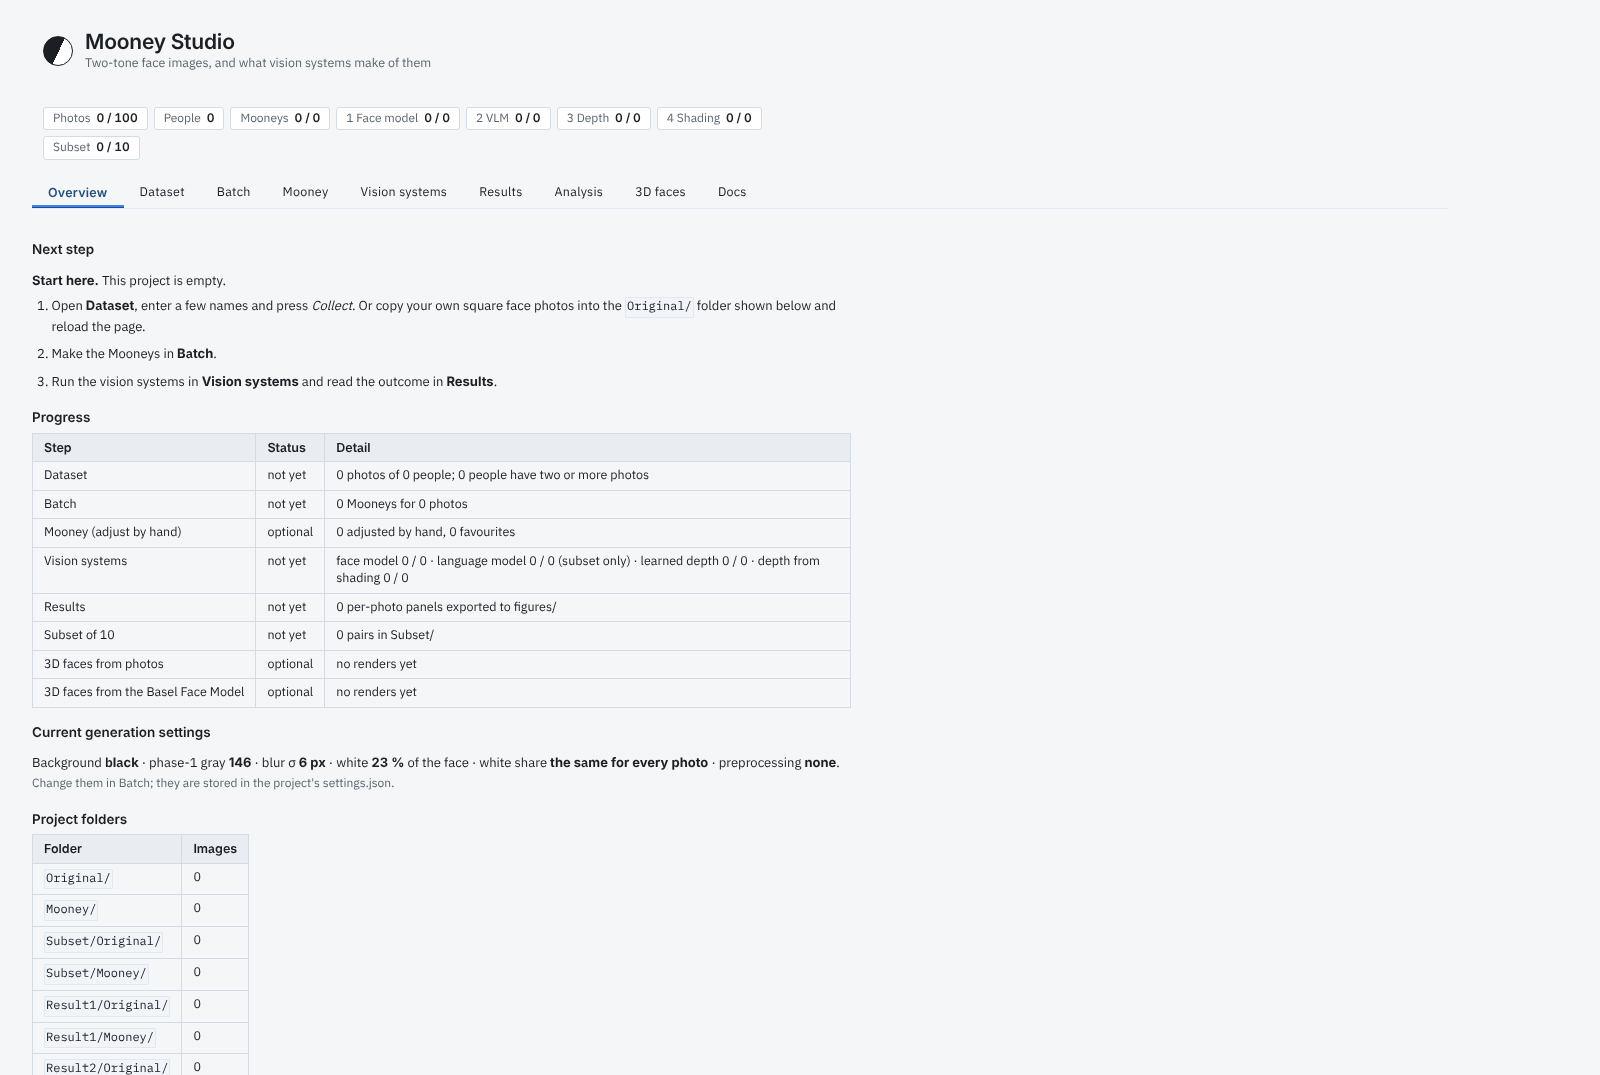 Mooney Studio
Two-tone face images, and what vision systems make of them
Photos 0 / 100 People 0 Mooneys 0 / 0 1 Face model 0 / 0 2 VLM 0 / 0 3 Depth 0 / 0 4 Shading 0 / 0
Subset 0 / 10
Overview Dataset Batch Mooney Vision systems Results Analysis 3D faces Docs
Next step
Start here. This project is empty.
1. Open Dataset, enter a few names and press Collect. Or copy your own square face photos into the Original/ folder shown below and
reload the page.
2. Make the Mooneys in Batch.
3. Run the vision systems in Vision systems and read the outcome in Results.
Progress
Step Status Detail
Dataset not yet 0 photos of 0 people; 0 people have two or more photos
Batch not yet 0 Mooneys for 0 photos
Mooney (adjust by hand) optional 0 adjusted by hand, 0 favourites
Vision systems not yet face model 0 / 0 · language model 0 / 0 (subset only) · learned depth 0 / 0 · depth from
shading 0 / 0
Results not yet 0 per-photo panels exported to figures/
Subset of 10 not yet 0 pairs in Subset/
3D faces from photos optional no renders yet
3D faces from the Basel Face Model optional no renders yet
Current generation settings
Background black · phase-1 gray 146 · blur σ 6 px · white 23 % of the face · white share the same for every photo · preprocessing none.
Change them in Batch; they are stored in the project's settings.json.
Project folders
Folder Images
Original/ 0
Mooney/ 0
Subset/Original/ 0
Subset/Mooney/ 0
Result1/Original/ 0
Result1/Mooney/ 0
Result2/Original/ 0